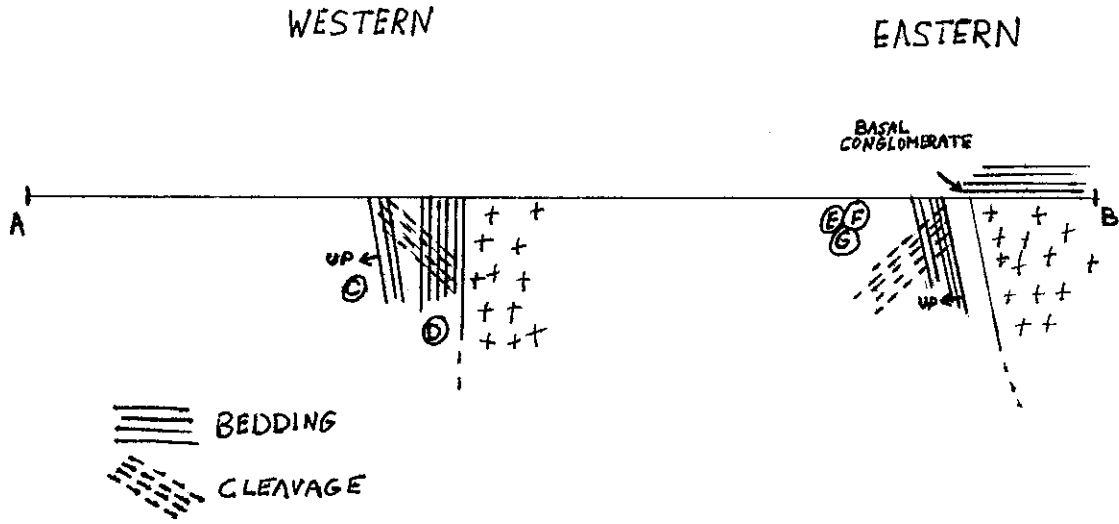 WESTERN
EASTERN
BASAL
CONGLOMERATE
A
B
UP
C
D
E F
G
UP
BEDDING
CLEAVAGE